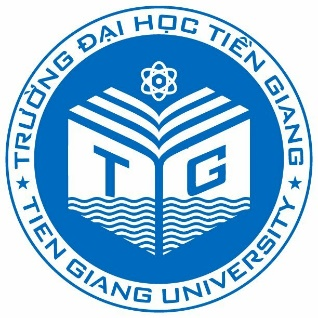 TRƯỜNG ĐẠI HỌC TIỀN GIANG
T G
TIEN GIANG UNIVERSITY